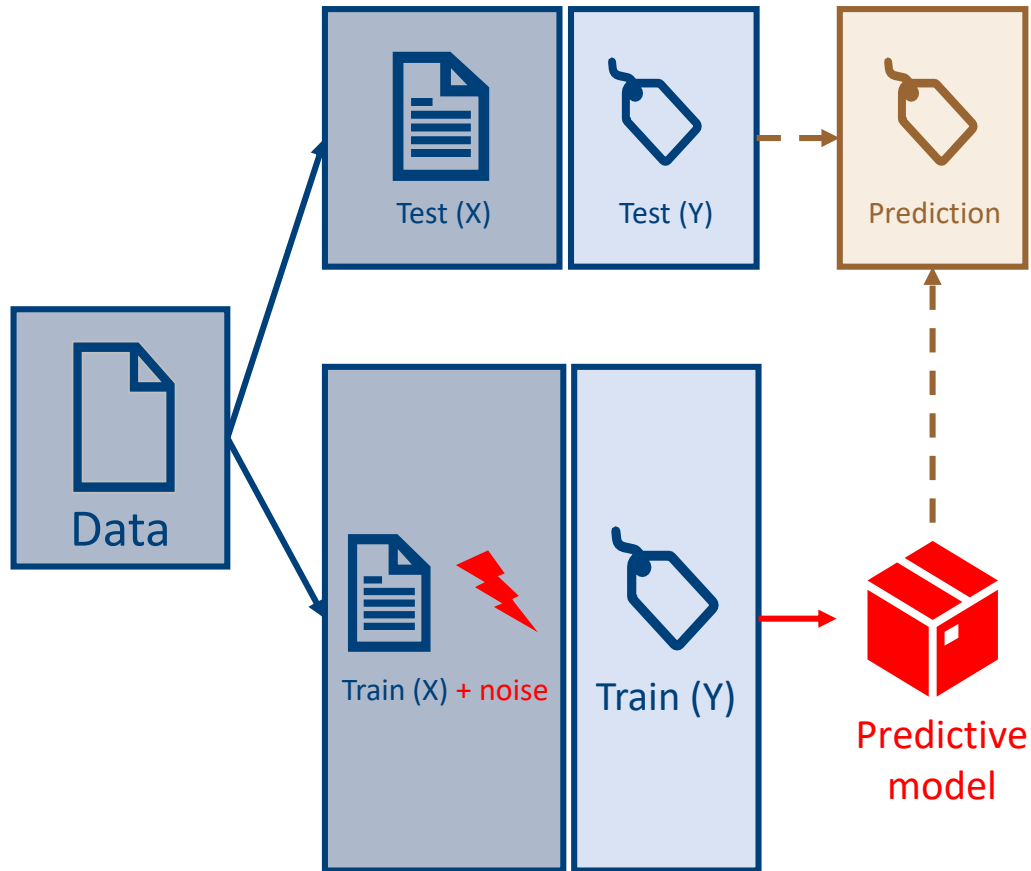 Test (X)
Test (Y)
Prediction
Data
Train (X) + noise
Train (Y)
Predictive
model